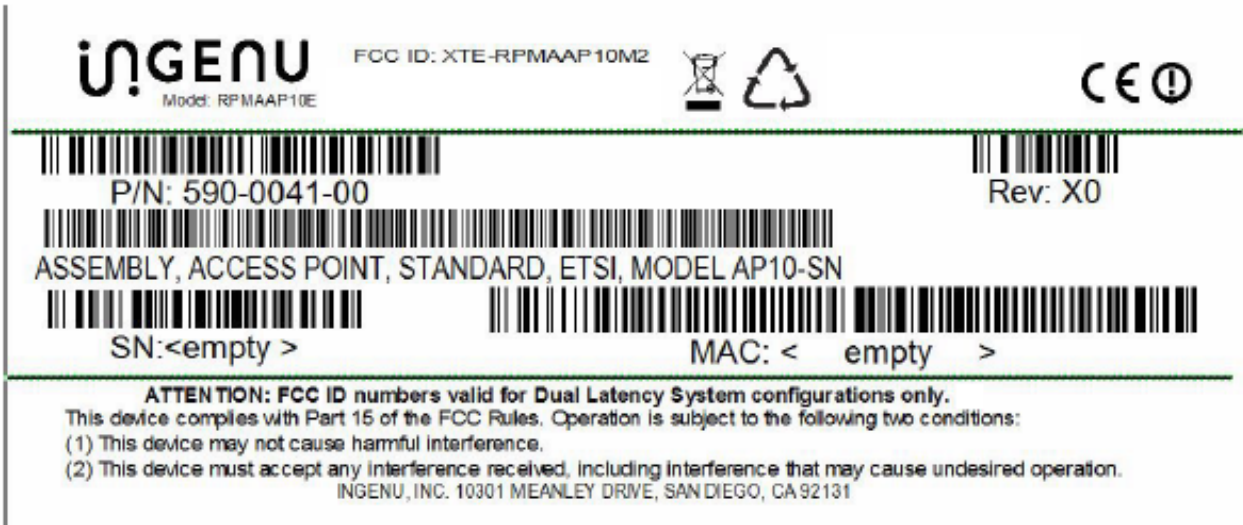 INGENU
FCC ID: XTE-RPMAAP10M2
Model: RPMAAP10E
P/N: 590-0041-00
Rev: X0
ASSEMBLY, ACCESS POINT, STANDARD, ETSI, MODEL AP10-SN
SN:<empty >
MAC: < empty >
ATTENTION: FCC ID numbers valid for Dual Latency System configurations only.
This device complies with Part 15 of the FCC Rules. Operation is subject to the following two conditions:
(1) This device may not cause harmful interference.
(2) This device must accept any interference received, including interference that may cause undesired operation.
INGENU, INC. 10301 MEANLEY DRIVE, SAN DIEGO, CA 92131